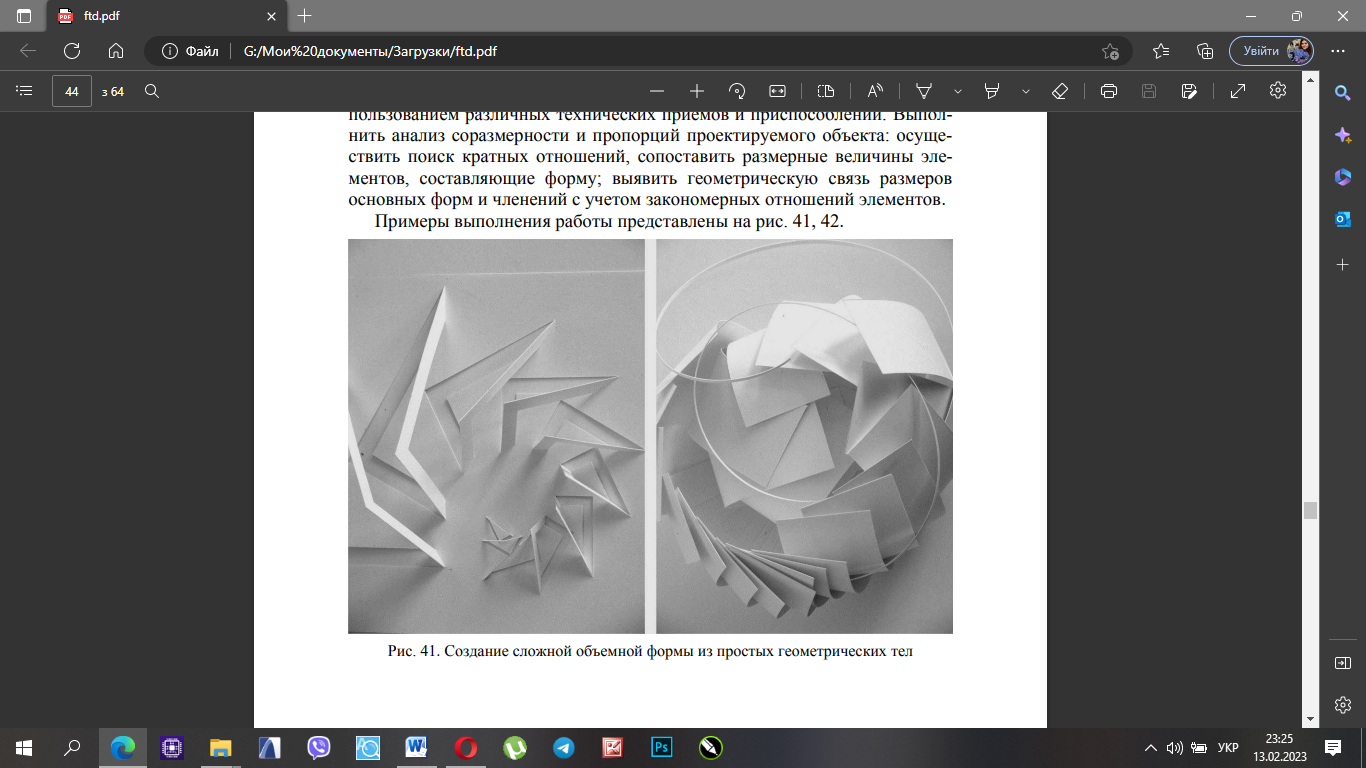 ftd.pdf
Файл
G:/Мои%20документы/Загрузки/ftd.pdf
Увійти
44
з 64
пользованием различных технических приемов и приспособлений. Выпол-
нить анализ соразмерности и пропорций проектируемого объекта: осуще-
ствить поиск кратных отношений, сопоставить размерные величины эле-
ментов, составляющие форму; выявить геометрическую связь размеров
основных форм и членений с учетом закономерных отношений элементов.
Примеры выполнения работы представлены на рис. 41, 42.
Рис. 41. Создание сложной объемной формы из простых геометрических тел
УКР
23:25
13.02.2023